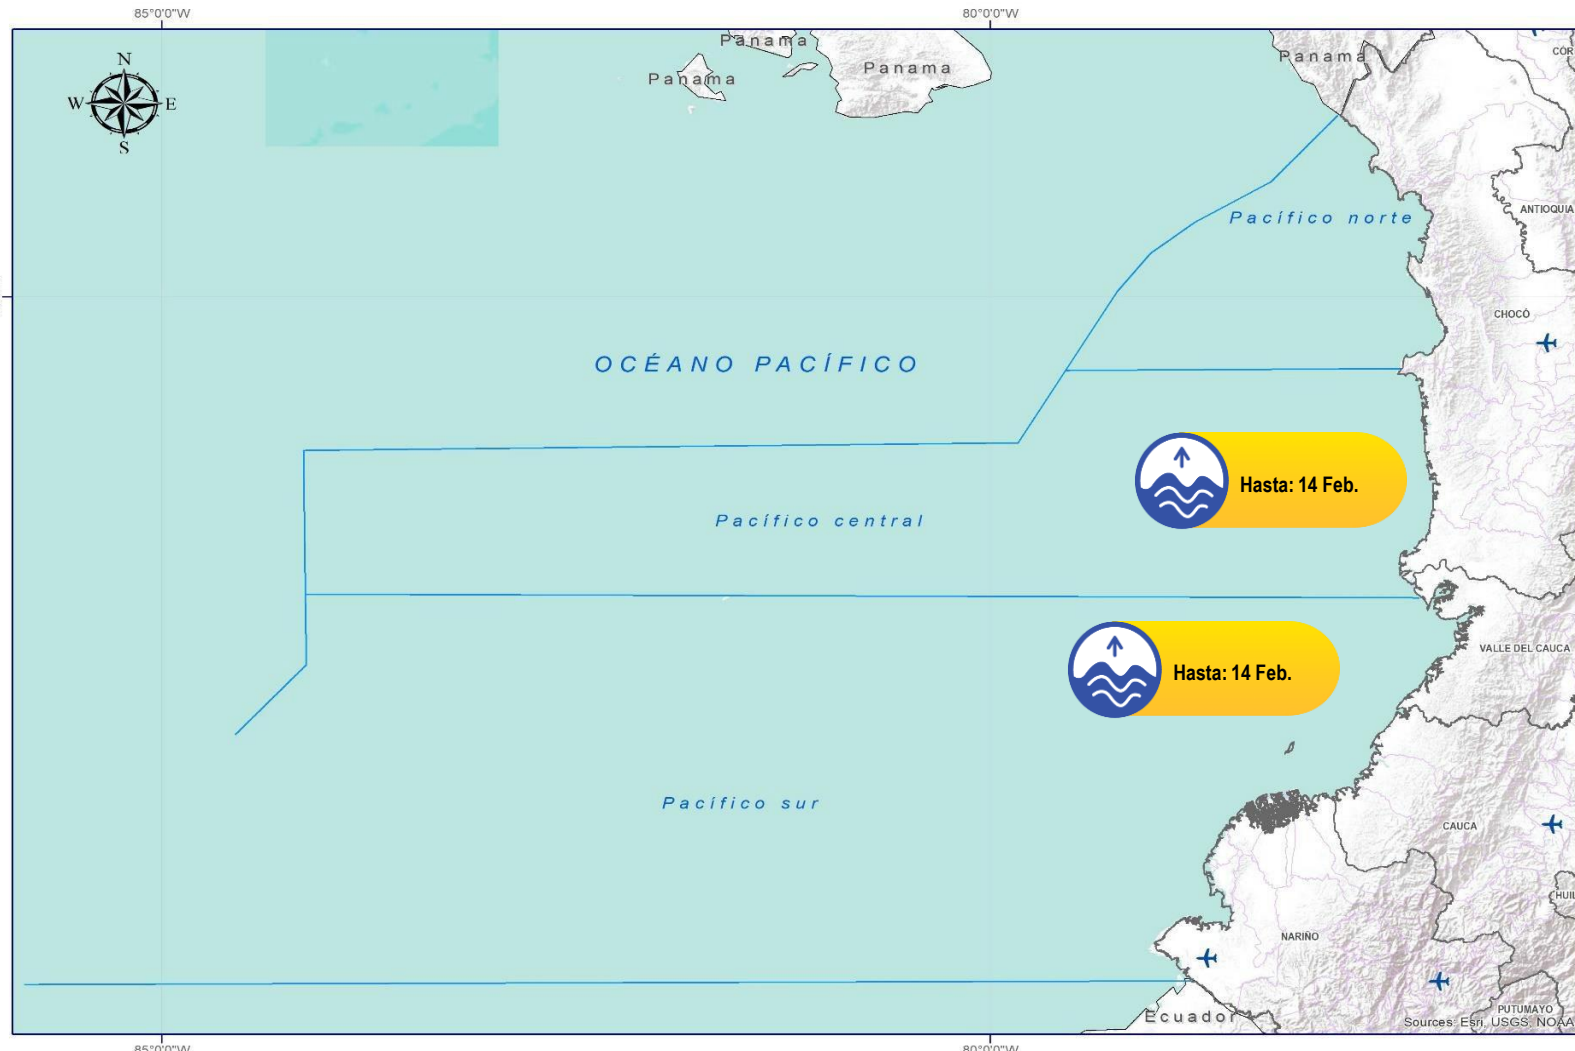 85°0'0"W
80°0'0"W
N
W
E
S
Panama
Panama
Panama
Panama
COR
ANTIOQUIA
Pacífico norte
CHOCÓ
OCÉANO PACÍFICO
Hasta: 14 Feb.
Pacífico central
VALLE DEL CAUCA
Hasta: 14 Feb.
Pacífico sur
CAUCA
HUIL
NARIÑO
PUTUMAYO
Ecuador
Sources: Esri, USGS, NOAA
85°0'0"W
80°0'0"W